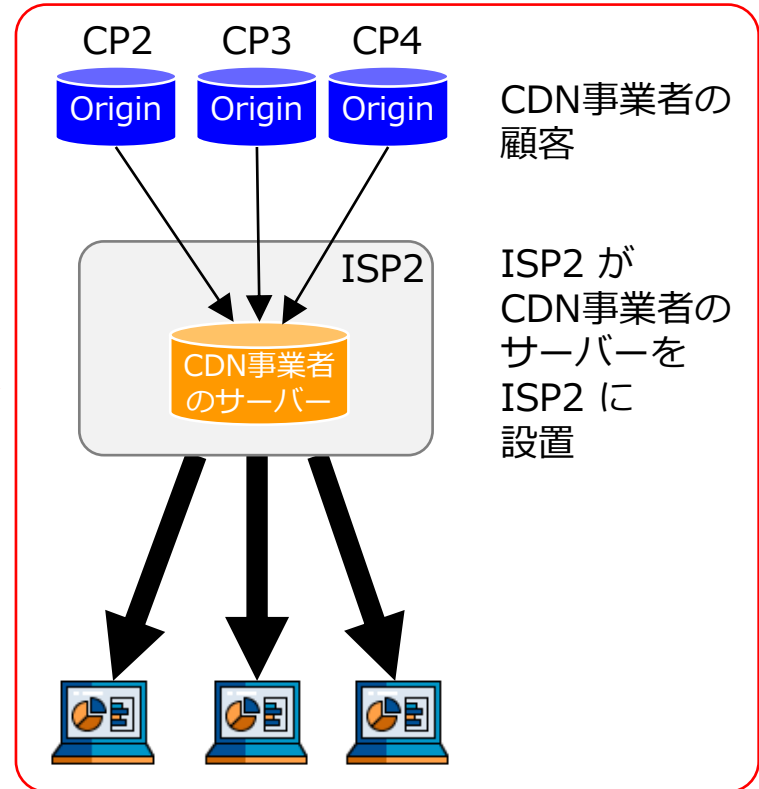 CP2 CP3 CP4
Origin Origin Origin
CDN事業者の
顧客
ISP2
CDN事業者
のサーバー
ISP2 が
CDN事業者の
サーバーを
ISP2 に
設置